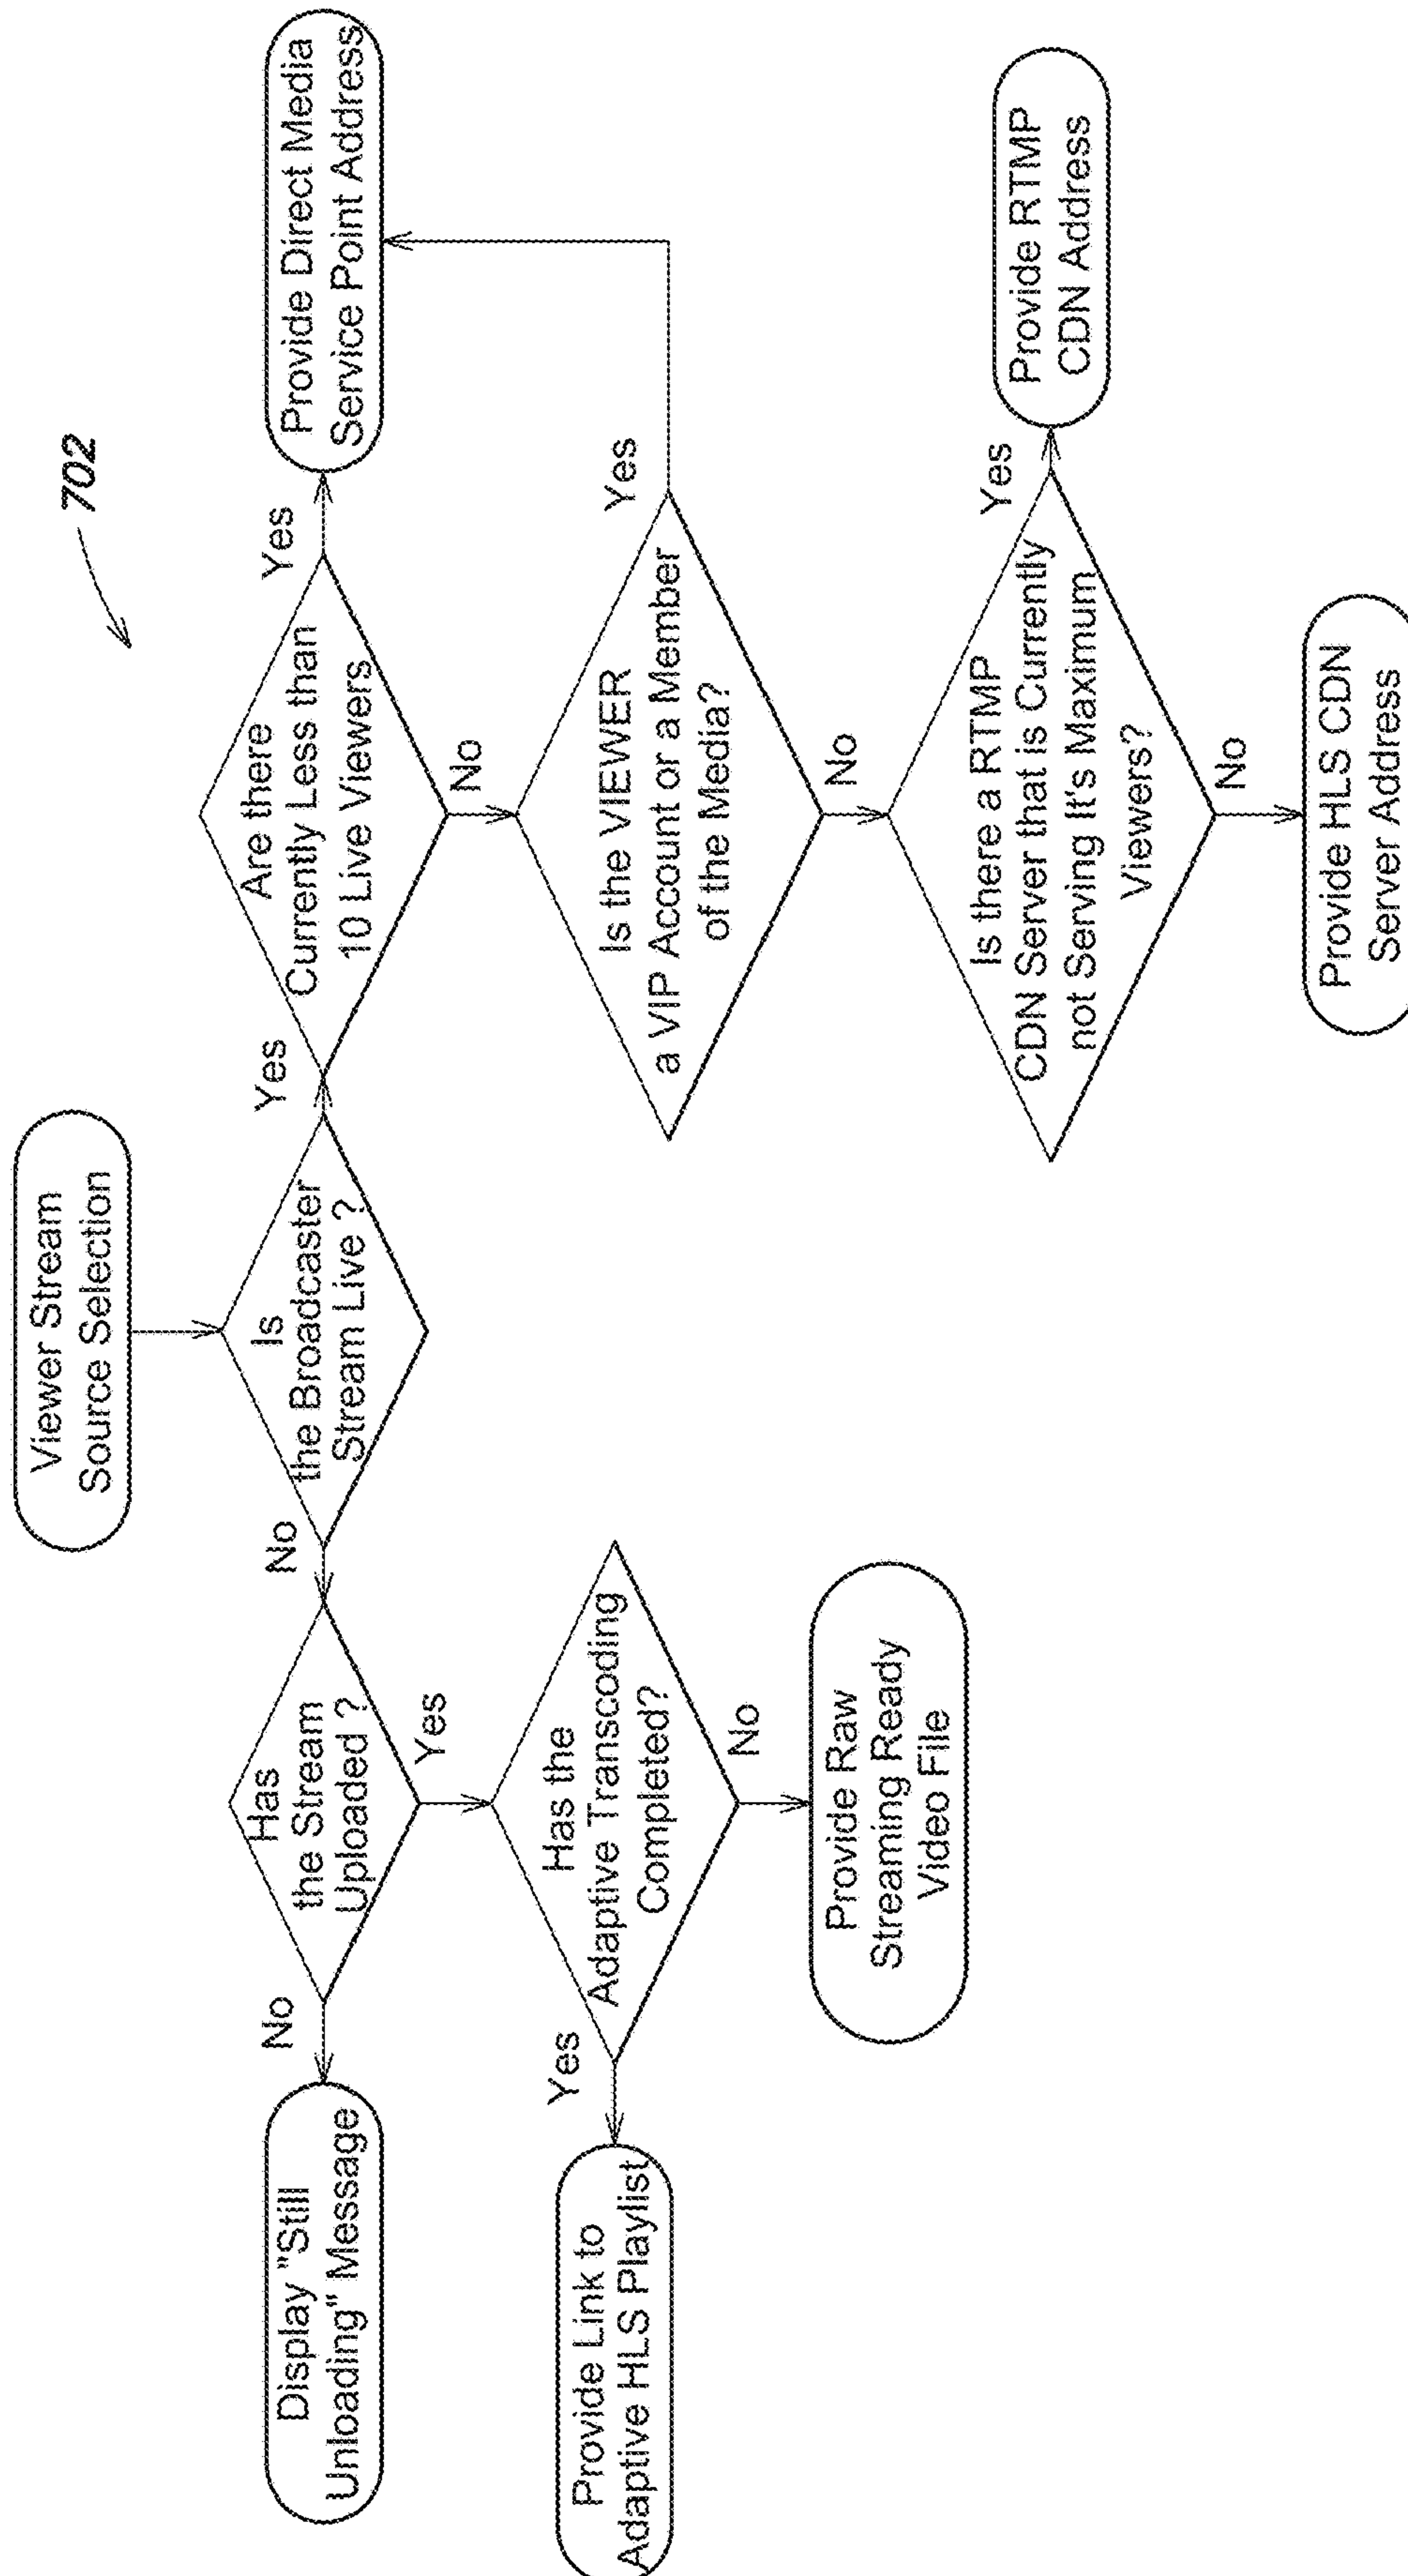 702
Viewer Stream
Source Selection
Is
the Broadcaster
Stream Live ?
No
Yes
Has
the Stream
Uploaded ?
No
Yes
Display "Still
Unloading" Message
Has the
Adaptive Transcoding
Completed?
Yes
No
Provide Link to
Adaptive HLS Playlist
Provide Raw
Streaming Ready
Video File
Are there
Currently Less than
10 Live Viewers
Yes
No
Provide Direct Media
Service Point Address
Is the VIEWER
a VIP Account or a Member
of the Media?
Yes
No
Is there a RTMP
CDN Server that is Currently
not Serving It's Maximum
Viewers?
Yes
No
Provide RTMP
CDN Address
Provide HLS CDN
Server Address